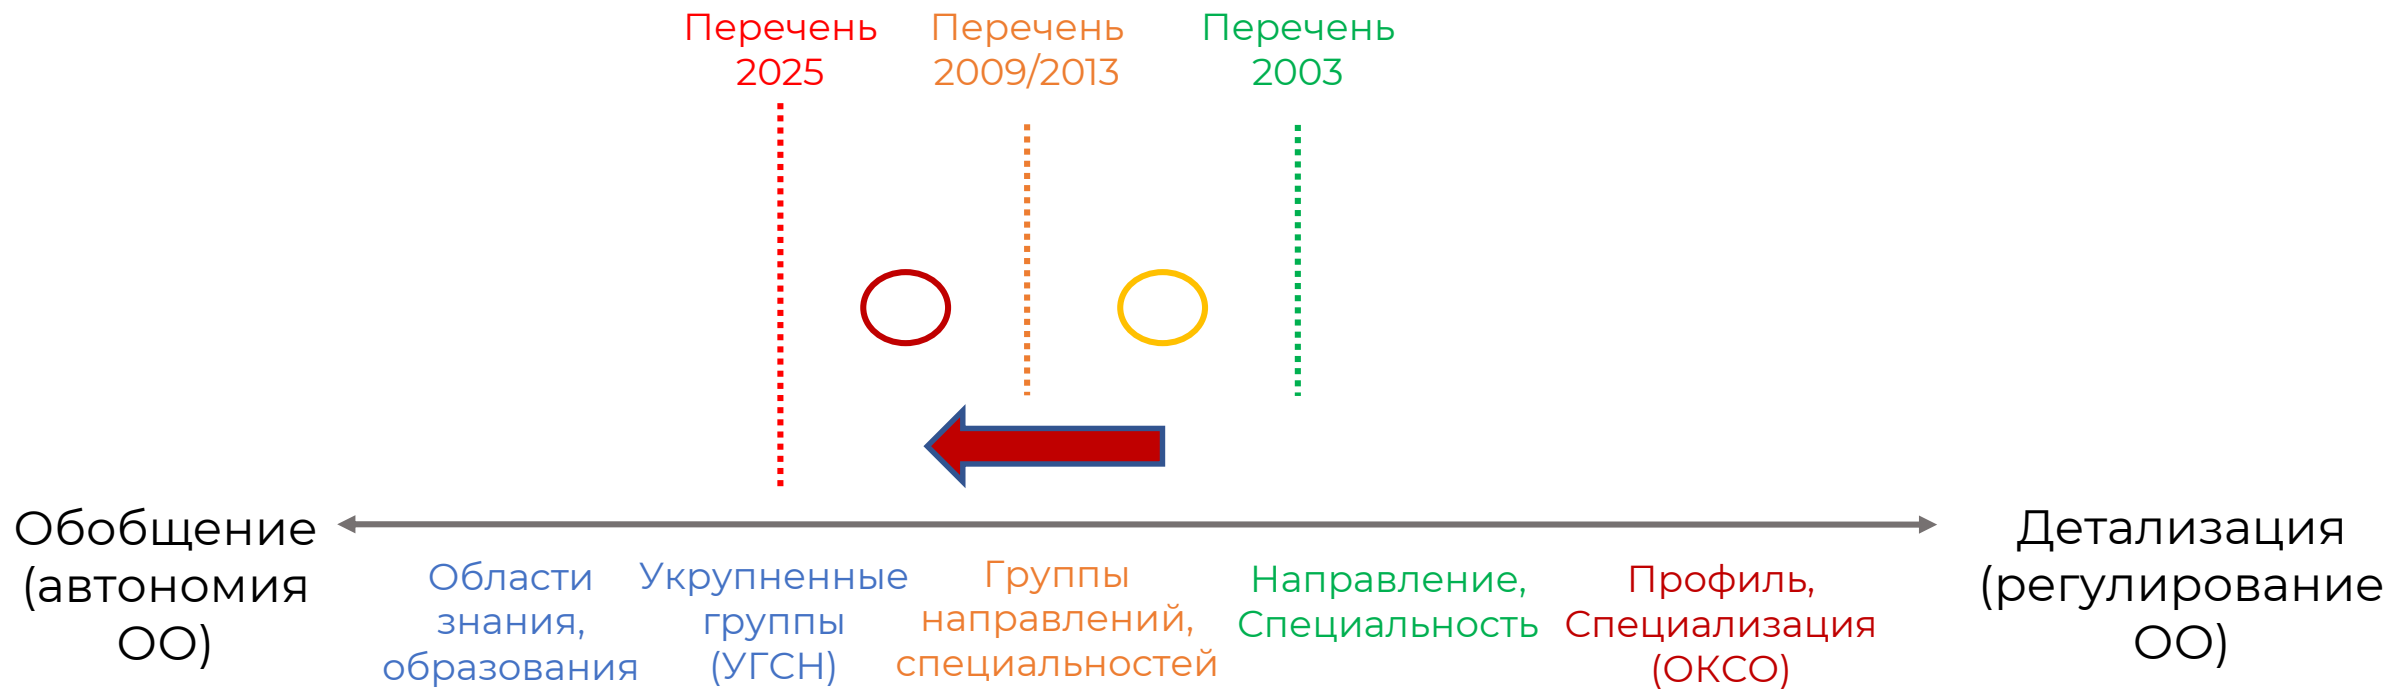 Перечень
2025
Перечень
2009/2013
Перечень
2003
Обобщение
(автономия
ОО)
Области
знания,
образования
Укрупненные
группы
(УГСН)
Группы
направлений,
специальностей
Направление,
Специальность
Профиль,
Специализация
(ОКСО)
Детализация
(регулирование
ОО)